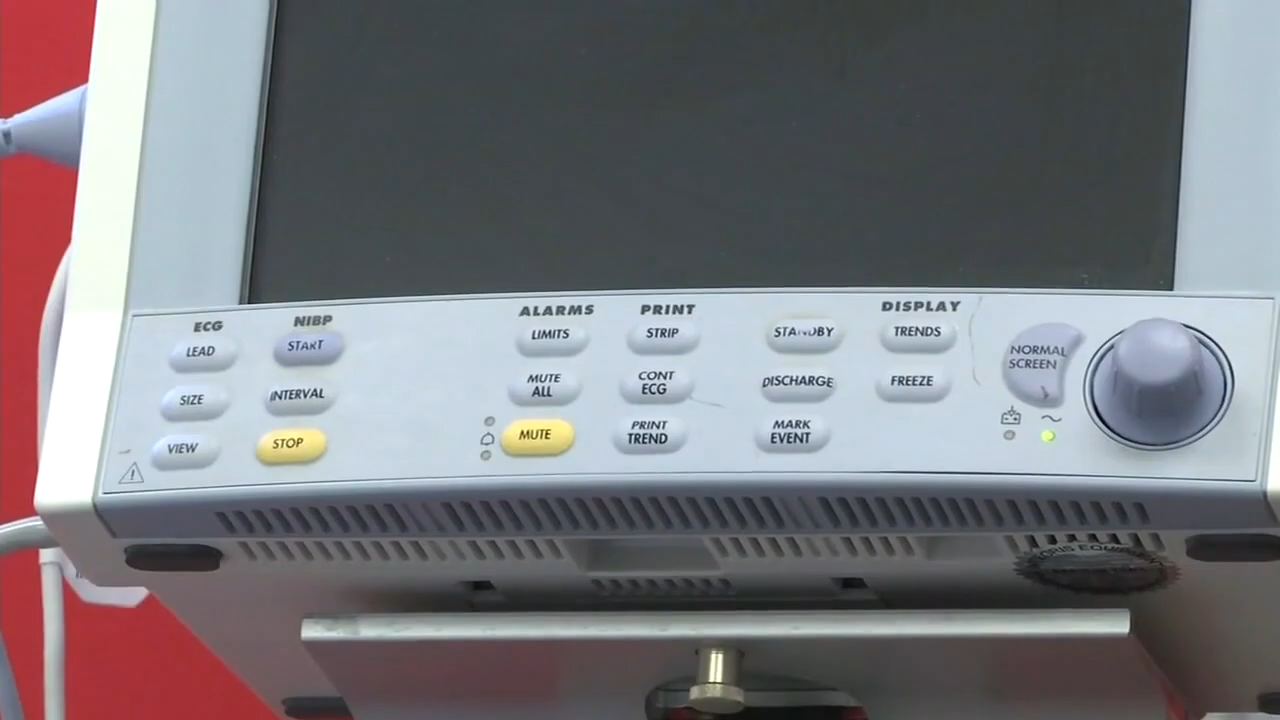 ECG
NIBP
ALARMS
PRINT
DISPLAY
LEAD
START
LIMITS
STRIP
STANDBY
TRENDS
SIZE
INTERVAL
MUTE
ALL
CONT
ECG
DISCHARGE
FREEZE
NORMAL
SCREEN
VIEW
STOP
MUTE
PRINT
TREND
MARK
EVENT